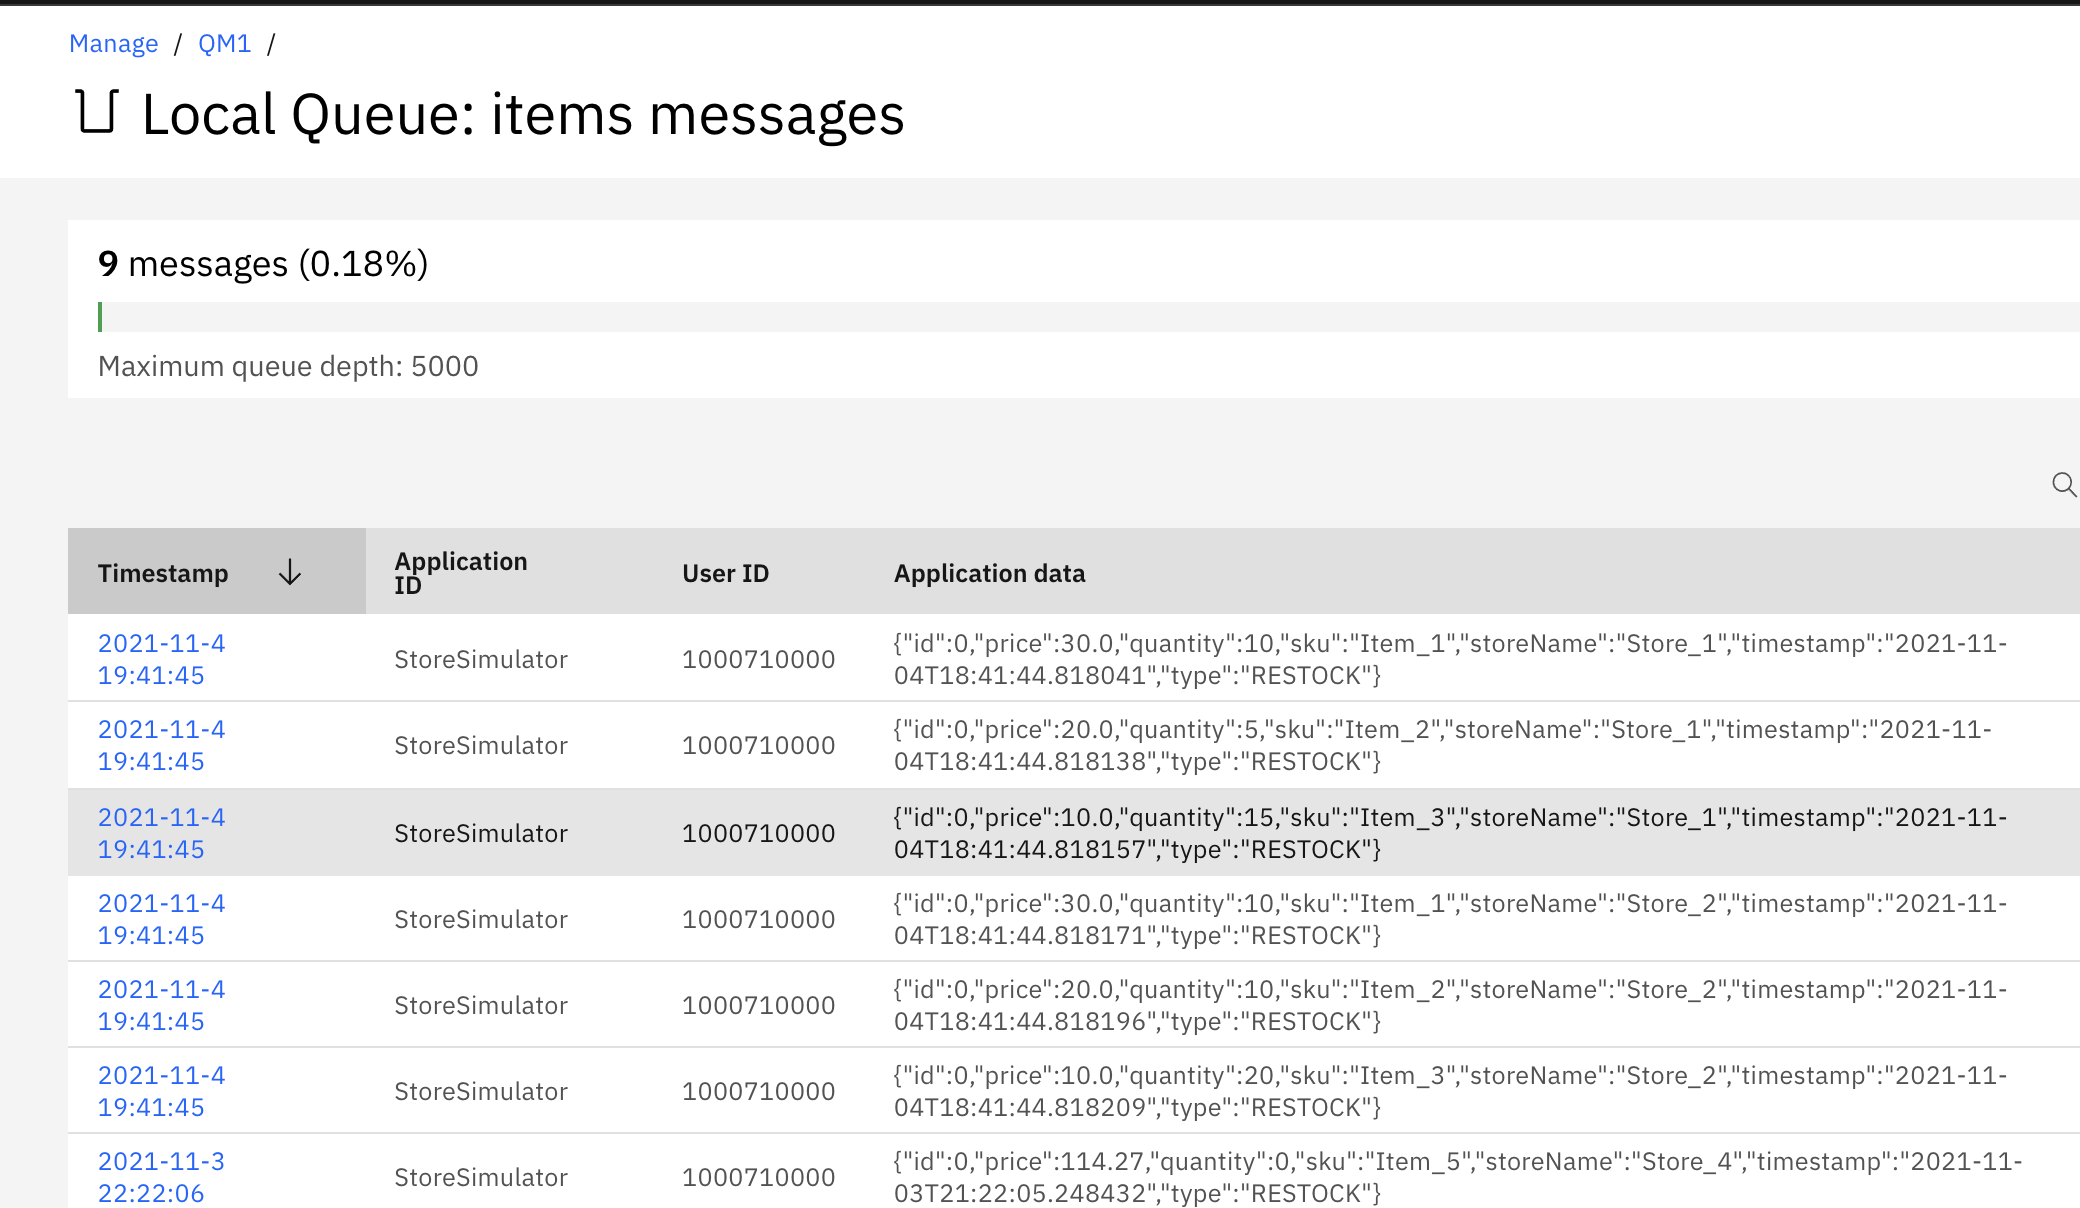 Manage / QM1 /
Local Queue: items messages
9 messages (0.18%)
Maximum queue depth: 5000
Timestamp Application ID User ID Application data
2021-11-4 19:41:45 StoreSimulator 1000710000 {"id":0,"price":30.0,"quantity":10,"sku":"Item_1","storeName":"Store_1","timestamp":"2021-11-
04T18:41:44.818041","type":"RESTOCK"}
2021-11-4 19:41:45 StoreSimulator 1000710000 {"id":0,"price":20.0,"quantity":5,"sku":"Item_2","storeName":"Store_1","timestamp":"2021-11-
04T18:41:44.818138","type":"RESTOCK"}
2021-11-4 19:41:45 StoreSimulator 1000710000 {"id":0,"price":10.0,"quantity":15,"sku":"Item_3","storeName":"Store_1","timestamp":"2021-11-
04T18:41:44.818157","type":"RESTOCK"}
2021-11-4 19:41:45 StoreSimulator 1000710000 {"id":0,"price":30.0,"quantity":10,"sku":"Item_1","storeName":"Store_2","timestamp":"2021-11-
04T18:41:44.818171","type":"RESTOCK"}
2021-11-4 19:41:45 StoreSimulator 1000710000 {"id":0,"price":20.0,"quantity":10,"sku":"Item_2","storeName":"Store_2","timestamp":"2021-11-
04T18:41:44.818196","type":"RESTOCK"}
2021-11-4 19:41:45 StoreSimulator 1000710000 {"id":0,"price":10.0,"quantity":20,"sku":"Item_3","storeName":"Store_2","timestamp":"2021-11-
04T18:41:44.818209","type":"RESTOCK"}
2021-11-3 22:22:06 StoreSimulator 1000710000 {"id":0,"price":114.27,"quantity":0,"sku":"Item_5","storeName":"Store_4","timestamp":"2021-11-
03T21:22:05.248432","type":"RESTOCK"}